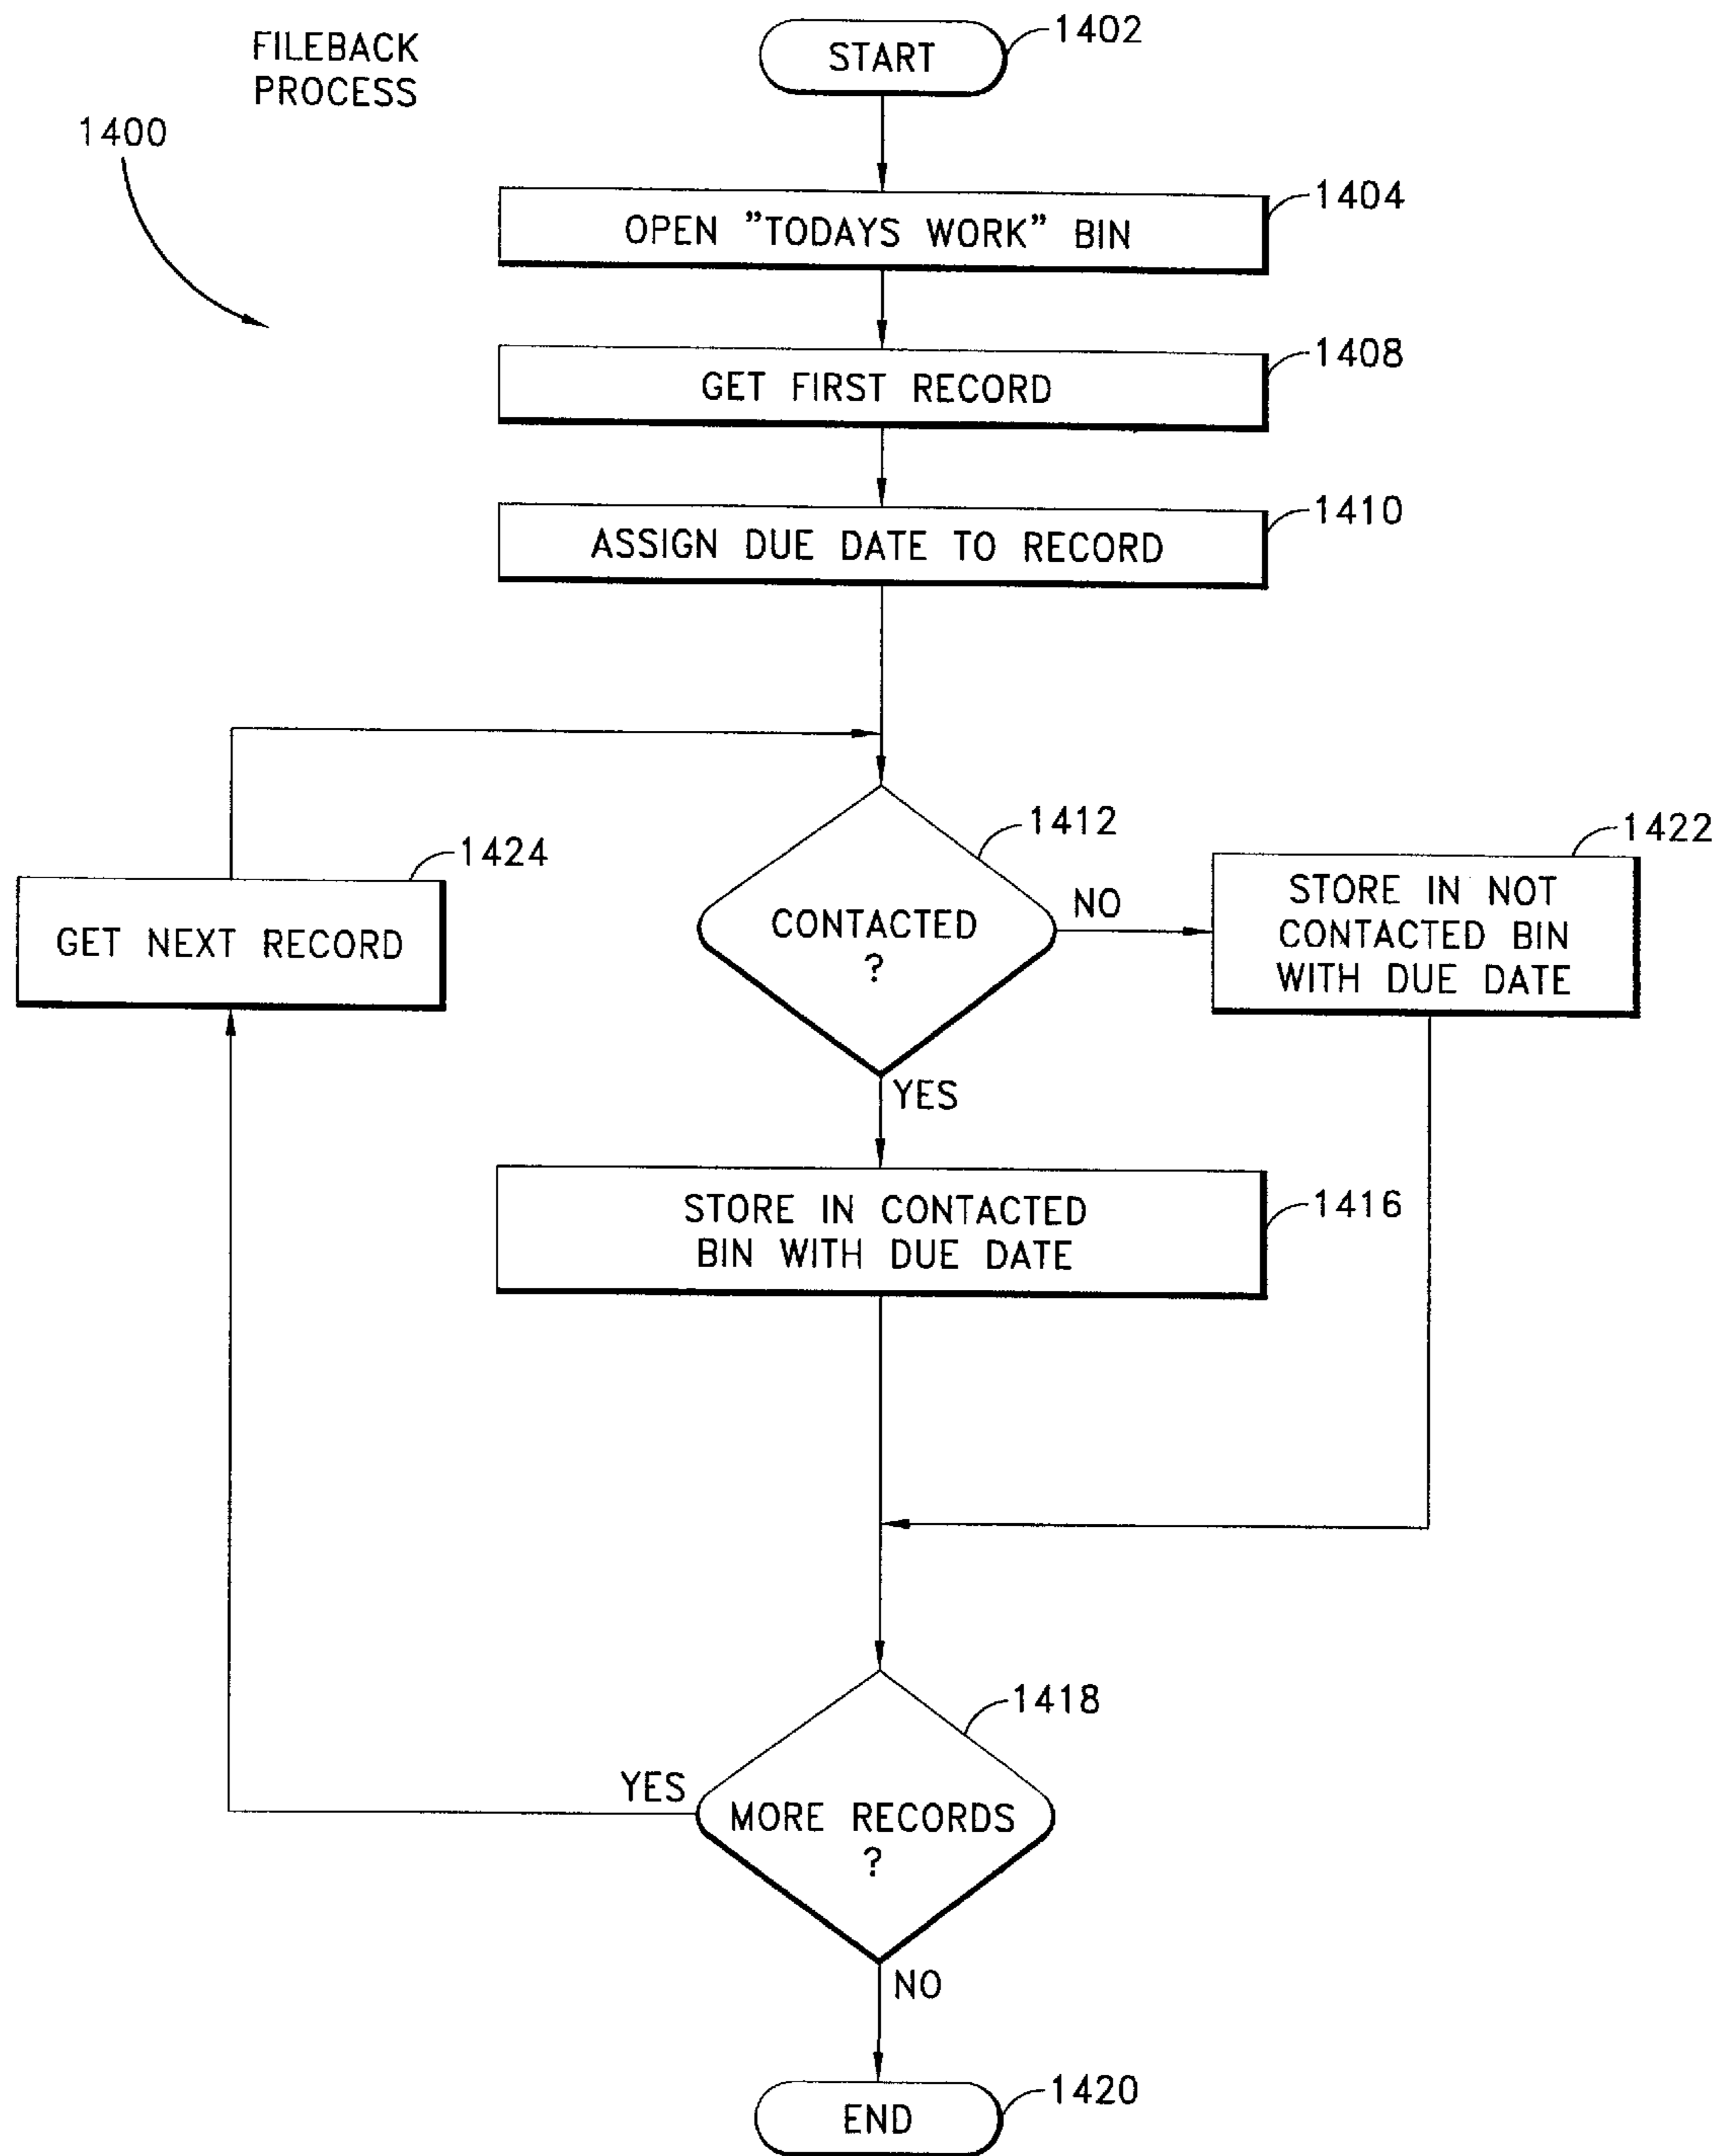 FILEBACK
PROCESS
1400
START
1402
OPEN ”TODAYS WORK” BIN
1404
GET FIRST RECORD
1408
ASSIGN DUE DATE TO RECORD
1410
1412
CONTACTED
?
NO
YES
1422
STORE IN NOT
CONTACTED BIN
WITH DUE DATE
1424
GET NEXT RECORD
STORE IN CONTACTED
BIN WITH DUE DATE
1416
1418
MORE RECORDS
?
YES
NO
END
1420